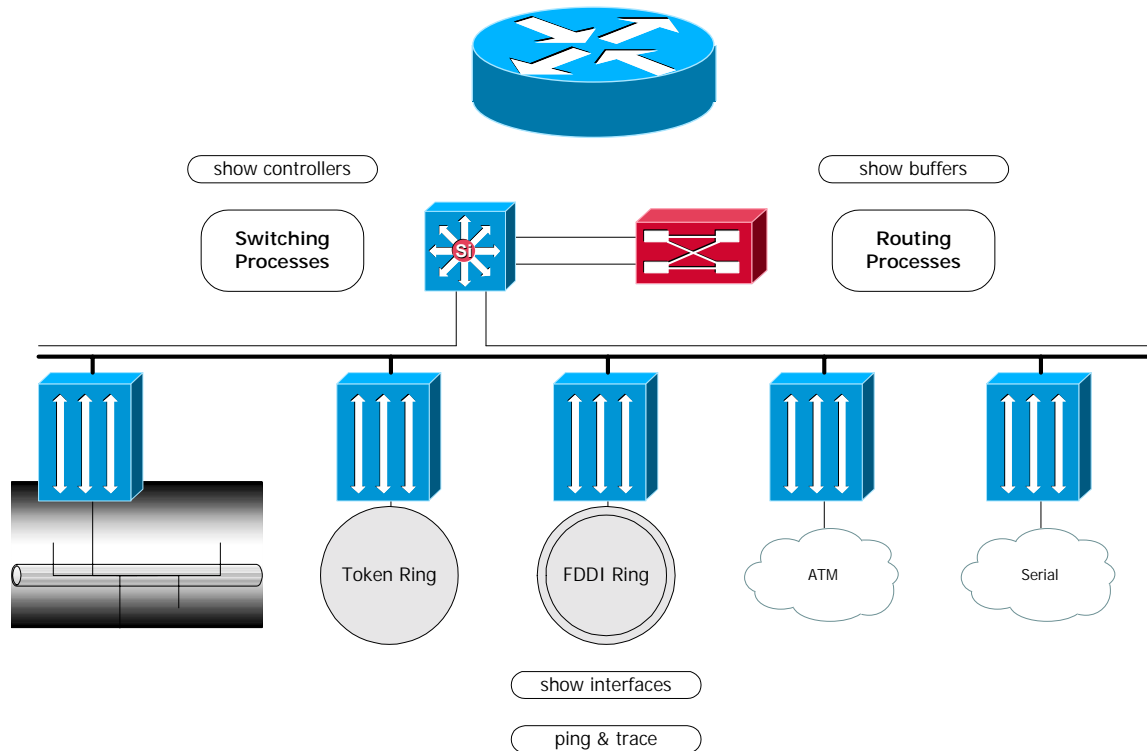 show controllers
show buffers
Switching
Processes
Si
Routing
Processes
Token Ring
FDDI Ring
ATM
Serial
show interfaces
ping & trace